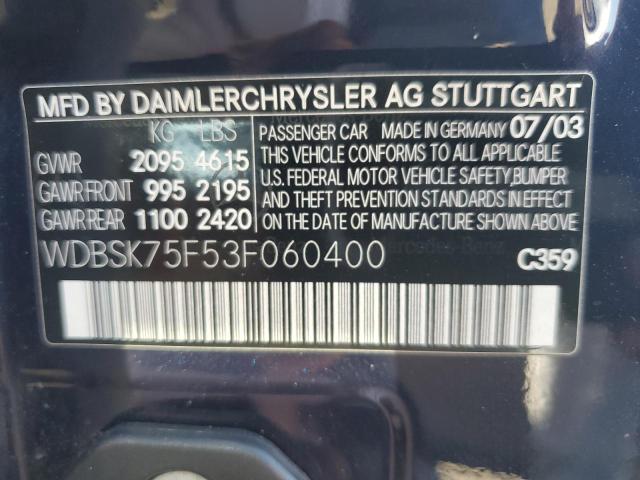 MFD BY DAIMLERCHRYSLER AG STUTTGART
KG LBS
GVWR 2095 4615
GAWR FRONT 995 2195
GAWR REAR 1100 2420
PASSENGER CAR MADE IN GERMANY 07/03
THIS VEHICLE CONFORMS TO ALL APPLICABLE
U.S. FEDERAL MOTOR VEHICLE SAFETY, BUMPER
AND THEFT PREVENTION STANDARDS IN EFFECT
ON THE DATE OF MANUFACTURE SHOWN ABOVE
WDBSK75F53F060400 C359